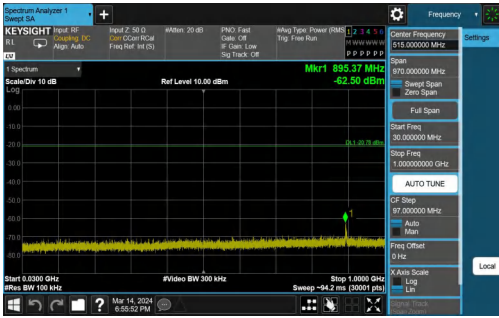 Spectrum Analyzer 1
Swept SA
Frequency
KEYSIGHT
RL
Input: RF
Coupling: DC
Align: Auto
Input Z: 50 Ω
Corr CCorr RCal
Freq Ref: Int (S)
#Atten: 20 dB
PNO: Fast
Gate: Off
IF Gain: Low
Sig Track: Off
#Avg Type: Power (RMS)
Trig: Free Run
1 2 3 4 5 6
M W W W W W
P P P P P P
Center Frequency
515.000000 MHz
Settings
Span
970.000000 MHz
Swept Span
Zero Span
Full Span
Start Freq
30.000000 MHz
Stop Freq
1.000000000 GHz
AUTO TUNE
CF Step
97.000000 MHz
Auto
Man
Freq Offset
0 Hz
X Axis Scale
Log
Lin
Signal Track
Local
1 Spectrum
Scale/Div 10 dB
Log
Ref Level 10.00 dBm
Mkr1 895.37 MHz
-62.50 dBm
0.00
-10.0
-20.0
-30.0
-40.0
-50.0
-60.0
-70.0
-80.0
1
Start 0.0300 GHz
#Res BW 100 kHz
#Video BW 300 kHz
Stop 1.0000 GHz
Sweep ~94.2 ms (30001 pts)
?
Mar 14, 2024
6:55:52 PM